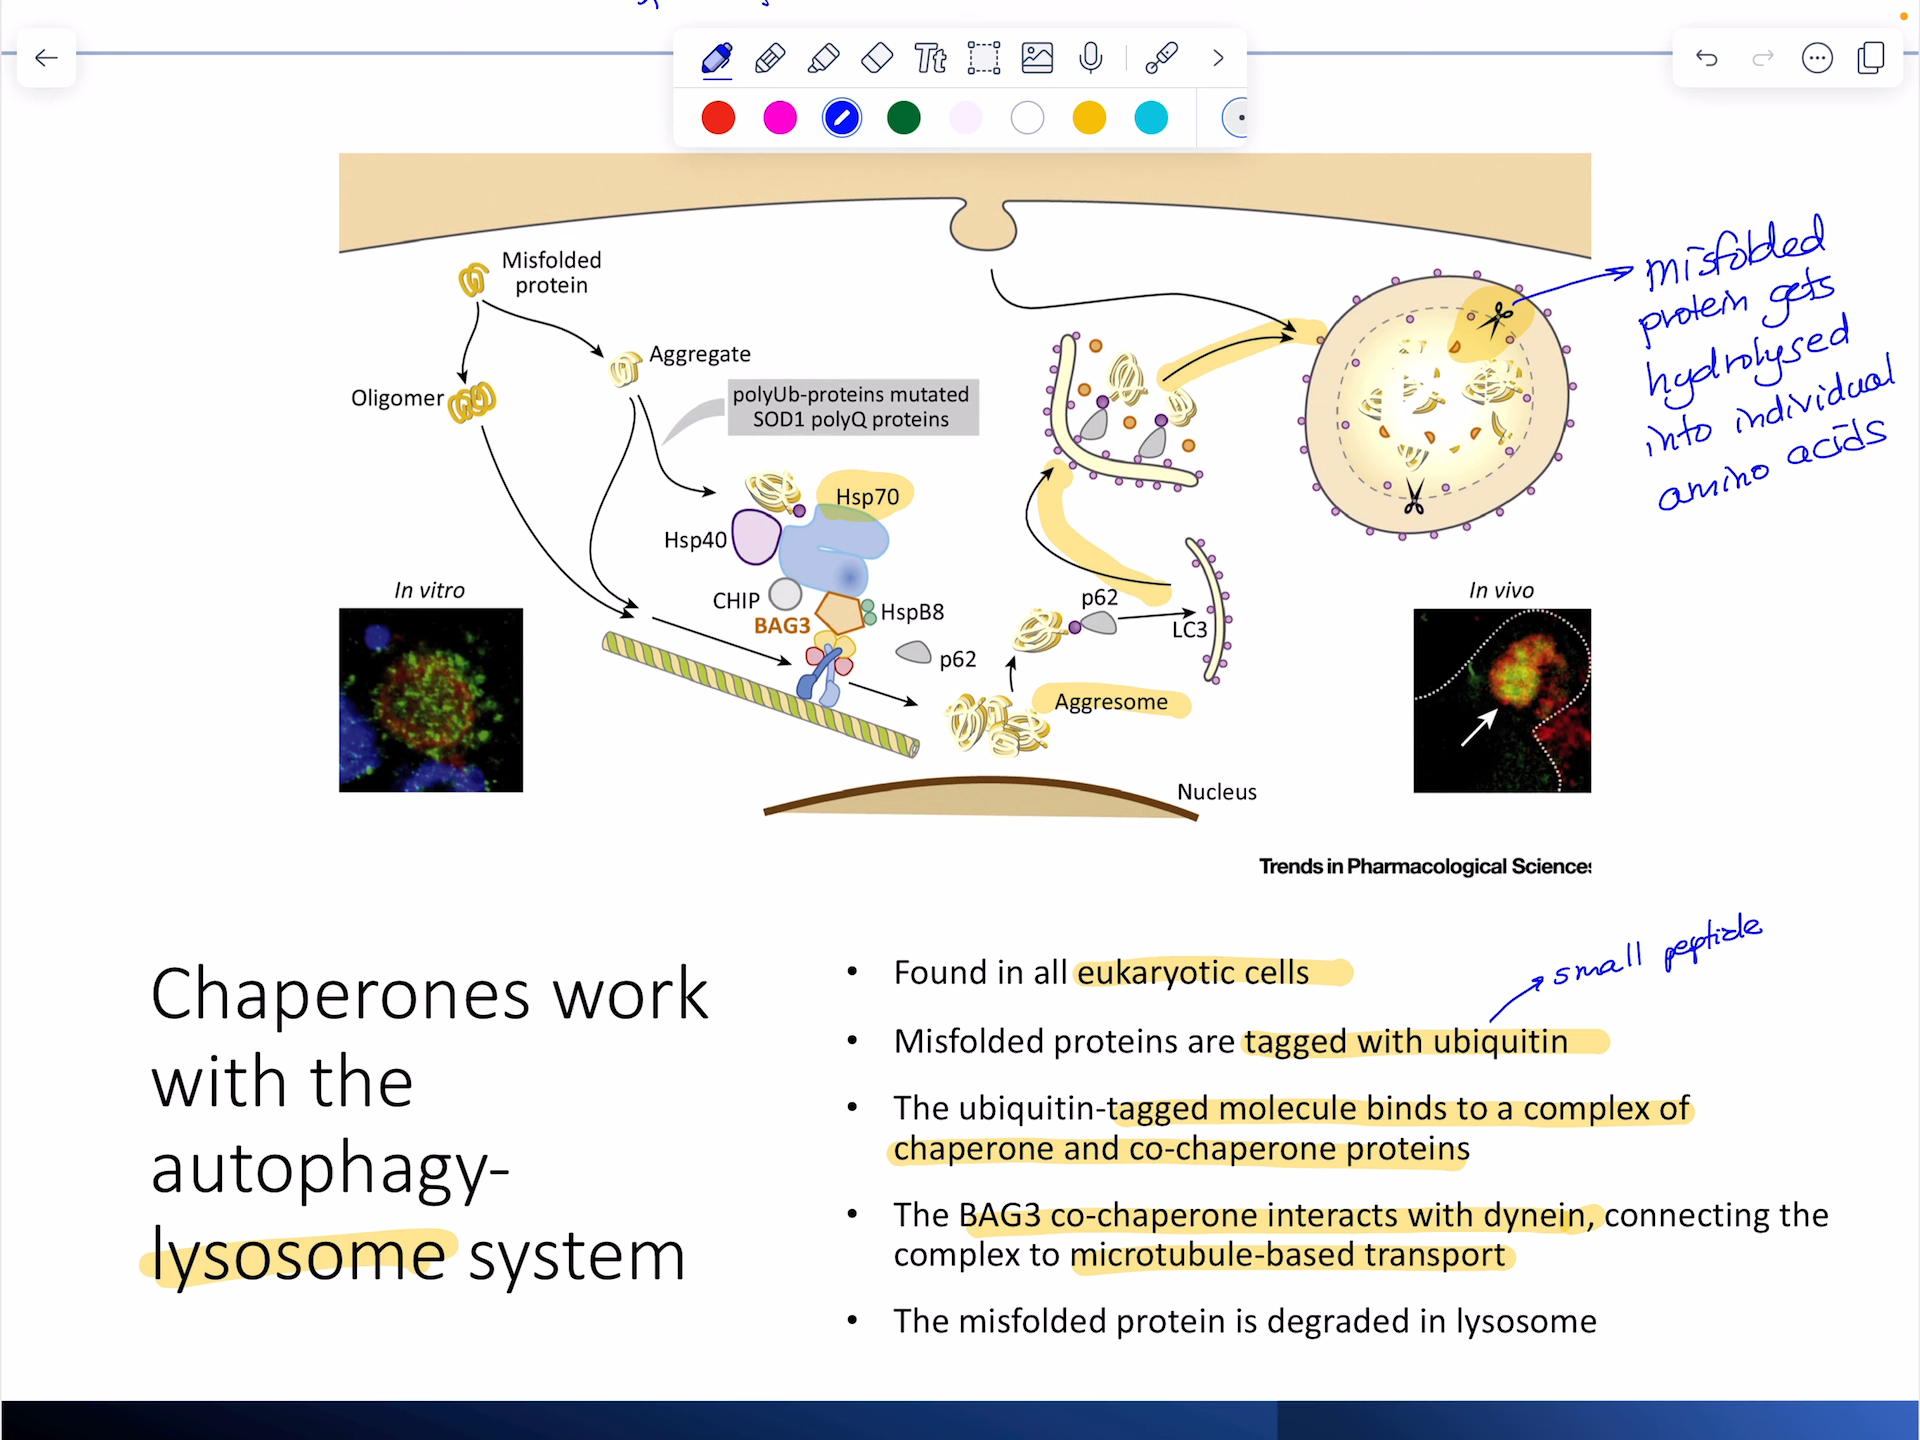 Tt
Misfolded
protein
Aggregate
Oligomer
polyUb-proteins mutated
SOD1 polyQ proteins
Hsp70
Hsp40
CHIP
BAG3
HspB8
p62
p62
LC3
Aggresome
Nucleus
In vitro
In vivo
misfolded
protein gets
hydrolysed
into individual
amino acids
Trends in Pharmacological Sciences
Chaperones work
with the
autophagy-
lysosome system
• Found in all eukaryotic cells
small peptide
• Misfolded proteins are tagged with ubiquitin
• The ubiquitin-tagged molecule binds to a complex of
chaperone and co-chaperone proteins
• The BAG3 co-chaperone interacts with dynein, connecting the
complex to microtubule-based transport
• The misfolded protein is degraded in lysosome